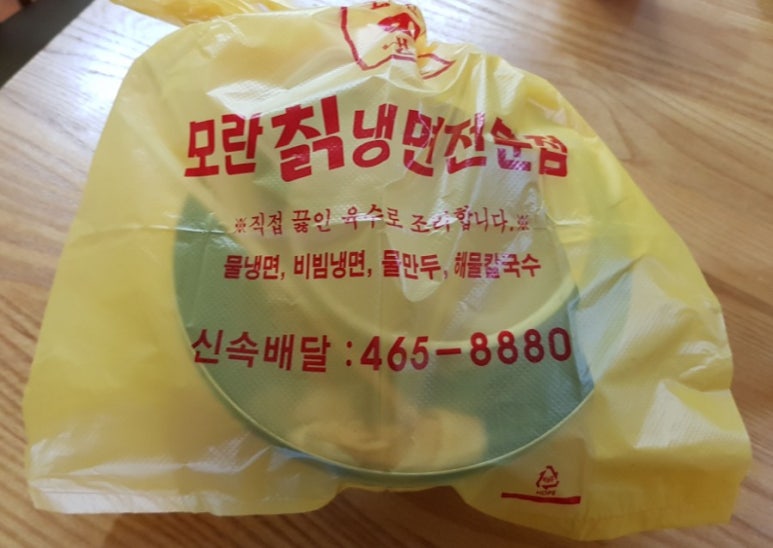 모란 칡냉면전문점
※직접 끓인 육수로 조리합니다.※
물냉면, 비빔냉면, 물만두, 해물칼국수
신속배달 : 465-8880
HDPE